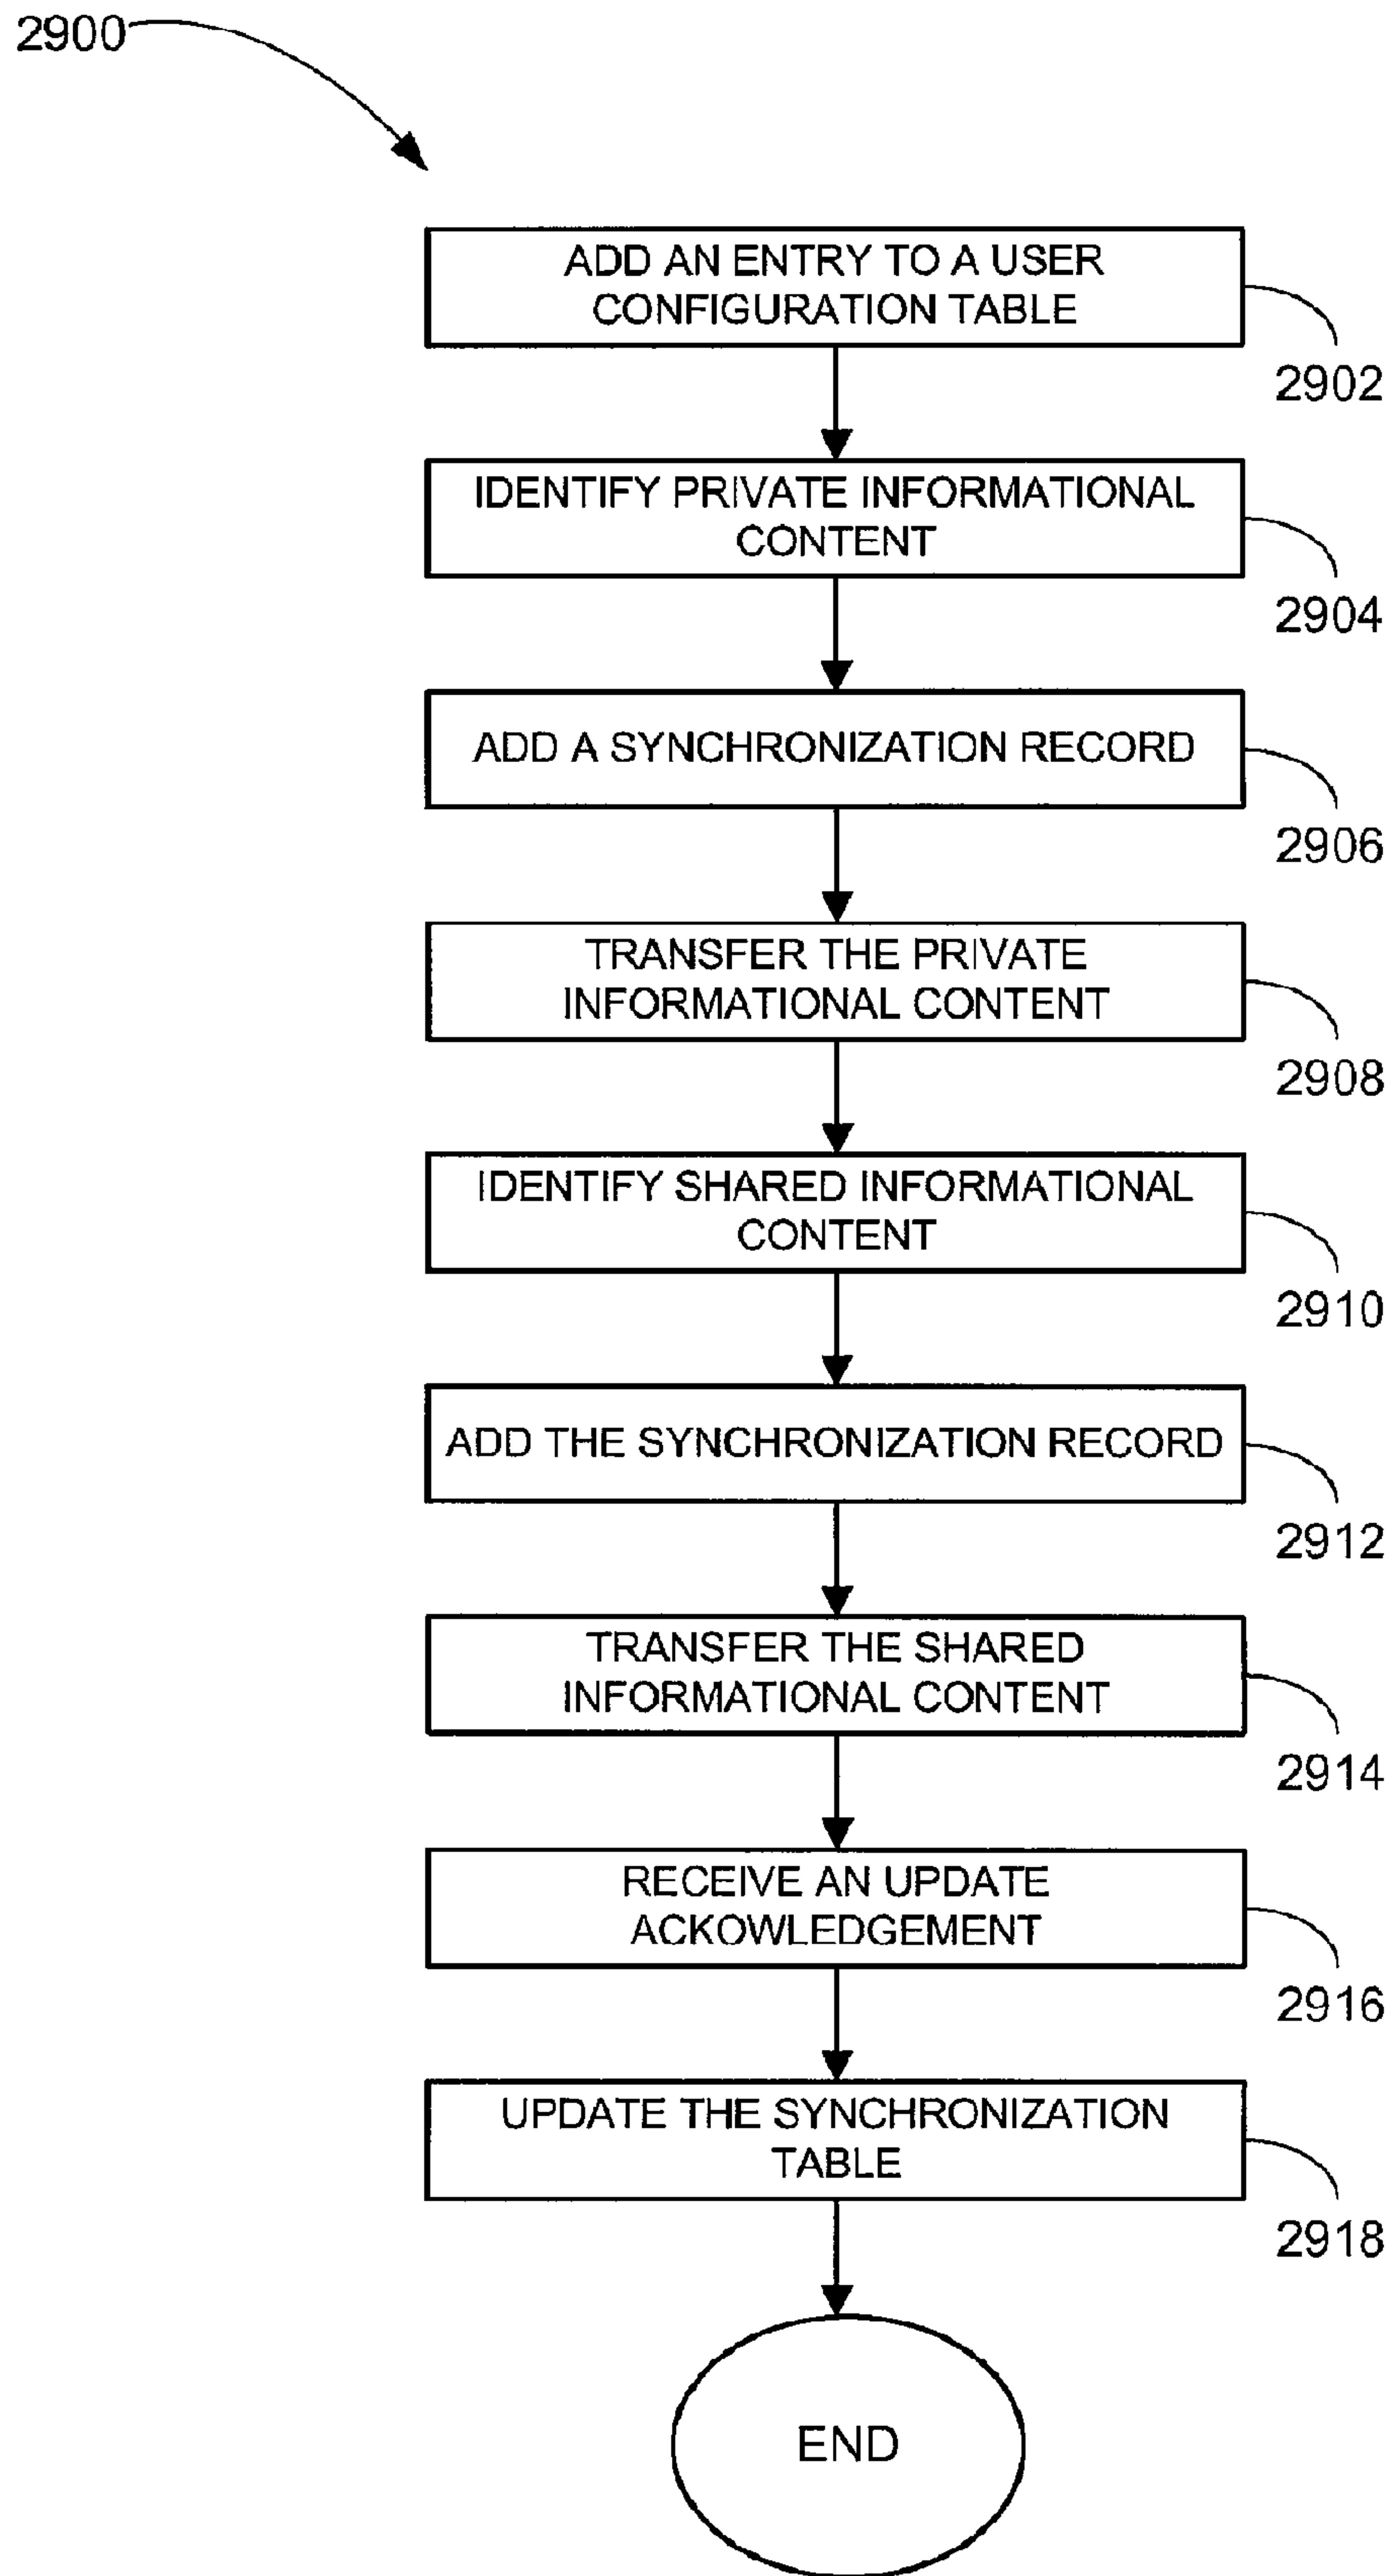 2900
ADD AN ENTRY TO A USER
CONFIGURATION TABLE
2902
IDENTIFY PRIVATE INFORMATIONAL
CONTENT
2904
ADD A SYNCHRONIZATION RECORD
2906
TRANSFER THE PRIVATE
INFORMATIONAL CONTENT
2908
IDENTIFY SHARED INFORMATIONAL
CONTENT
2910
ADD THE SYNCHRONIZATION RECORD
2912
TRANSFER THE SHARED
INFORMATIONAL CONTENT
2914
RECEIVE AN UPDATE
ACKOWLEDGEMENT
2916
UPDATE THE SYNCHRONIZATION
TABLE
2918
END